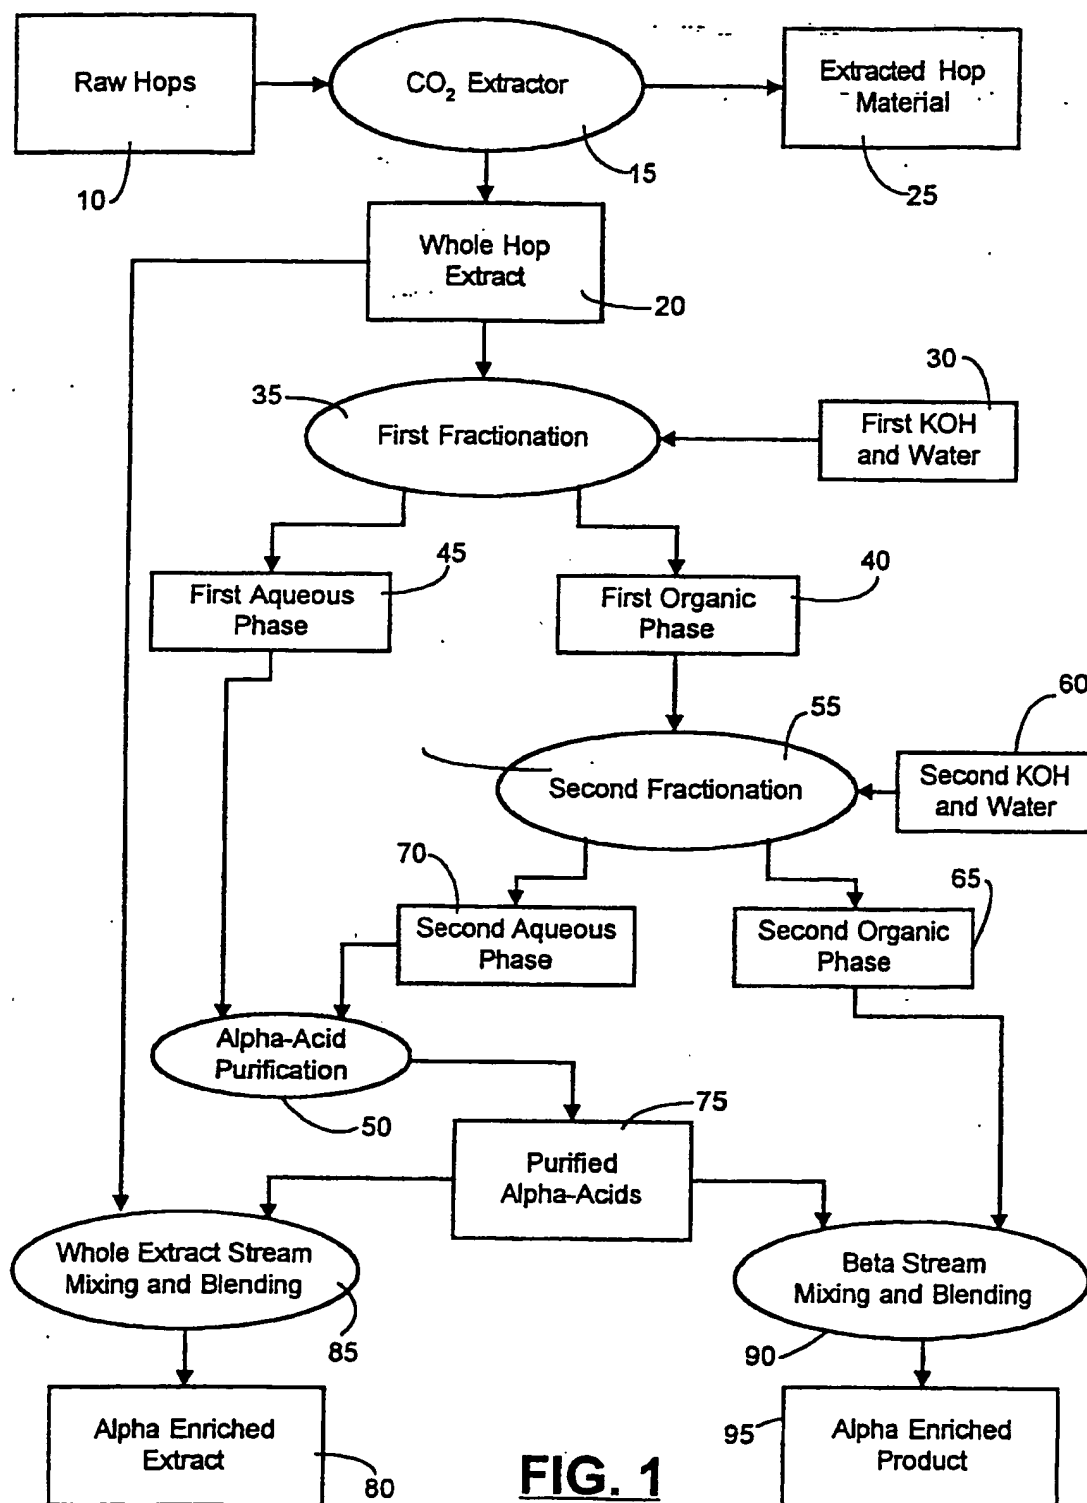 Raw Hops
CO₂ Extractor
Extracted Hop
Material
10
15
25
Whole Hop
Extract
20
30
35
First Fractionation
First KOH
and Water
45
40
First Aqueous
Phase
First Organic
Phase
60
55
Second Fractionation
Second KOH
and Water
70
65
Second Aqueous
Phase
Second Organic
Phase
Alpha-Acid
Purification
50
75
Purified
Alpha-Acids
Whole Extract Stream
Mixing and Blending
Beta Stream
Mixing and Blending
85
90
Alpha Enriched
Extract
80
95
Alpha Enriched
Product
FIG. 1